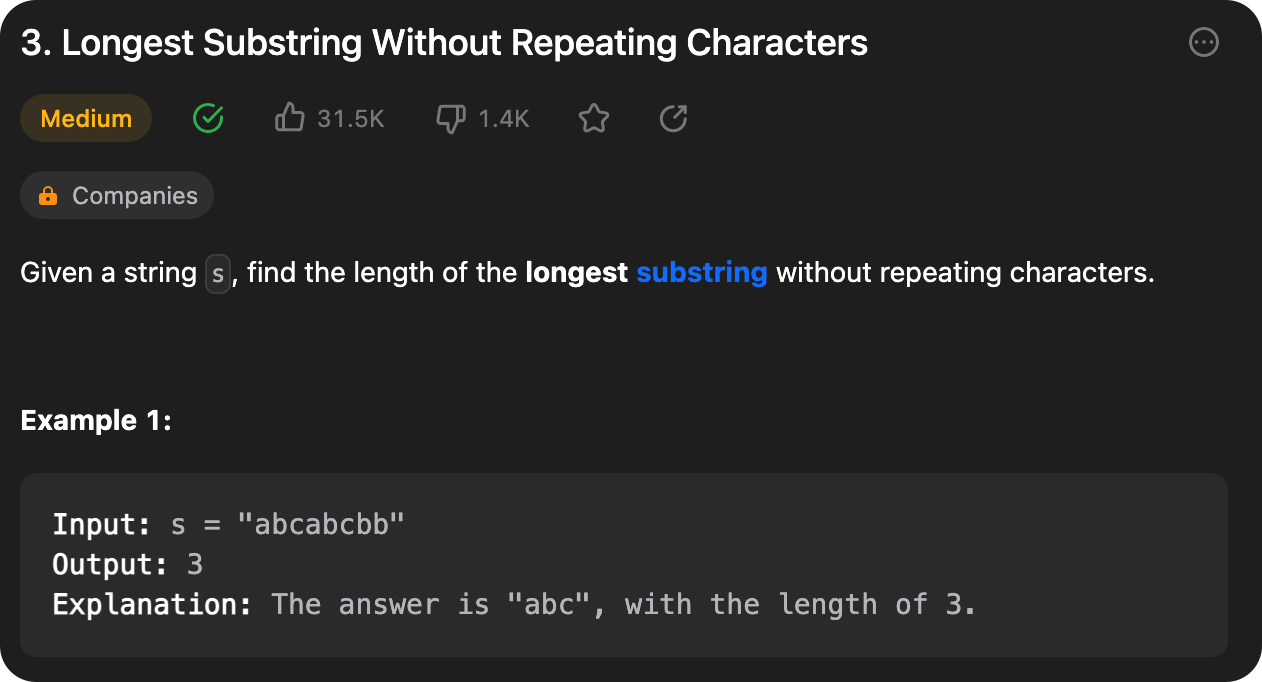 3. Longest Substring Without Repeating Characters
Medium 31.5K 1.4K
Companies
Given a string s, find the length of the longest substring without repeating characters.
Example 1:
Input: s = "abcabcbb"
Output: 3
Explanation: The answer is "abc", with the length of 3.